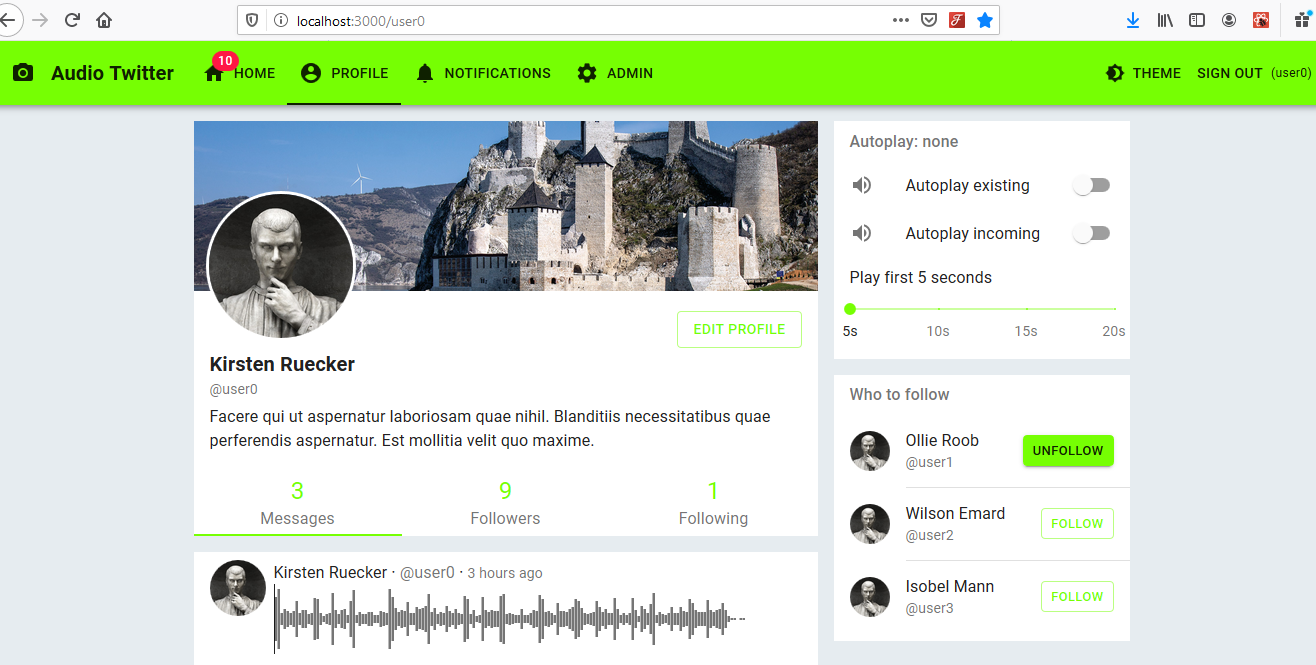 localhost:3000/user0
Audio Twitter
10
HOME
PROFILE
NOTIFICATIONS
ADMIN
THEME
SIGN OUT (user0)
EDIT PROFILE
Kirsten Ruecker
@user0
Facere qui ut aspernatur laboriosam quae nihil. Blanditiis necessitatibus quae
perferendis aspernatur. Est mollitia velit quo maxime.
3
Messages
9
Followers
1
Following
Kirsten Ruecker · @user0 · 3 hours ago
Autoplay: none
Autoplay existing
Autoplay incoming
Play first 5 seconds
5s 10s 15s 20s
Who to follow
Ollie Roob
@user1
UNFOLLOW
Wilson Emard
@user2
FOLLOW
Isobel Mann
@user3
FOLLOW